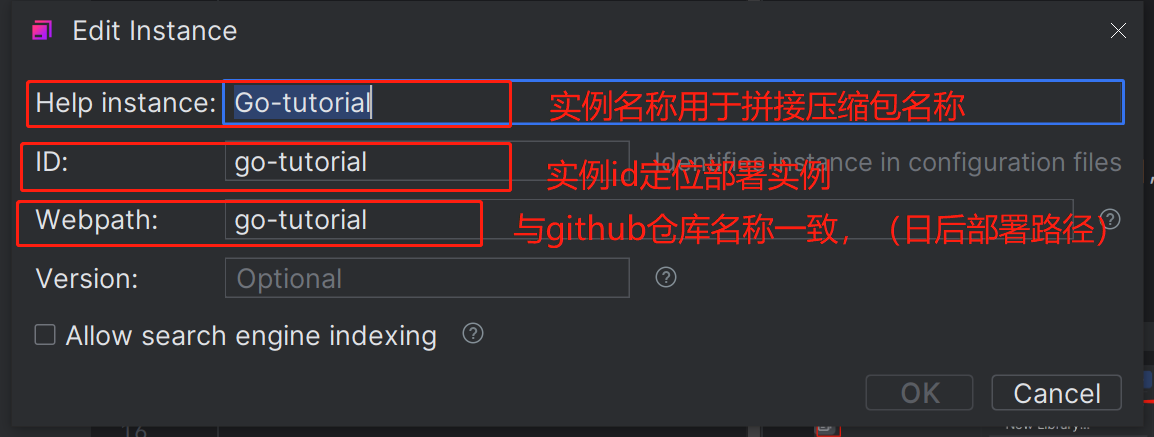 Edit Instance
Help instance: Go-tutorial 实例名称用于拼接压缩包名称
ID: go-tutorial Identifies instance in configuration files
实例id定位部署实例
Webpath: go-tutorial 与github仓库名称一致，（日后部署路径）
Version: Optional
Allow search engine indexing
OK Cancel
16
New Library...